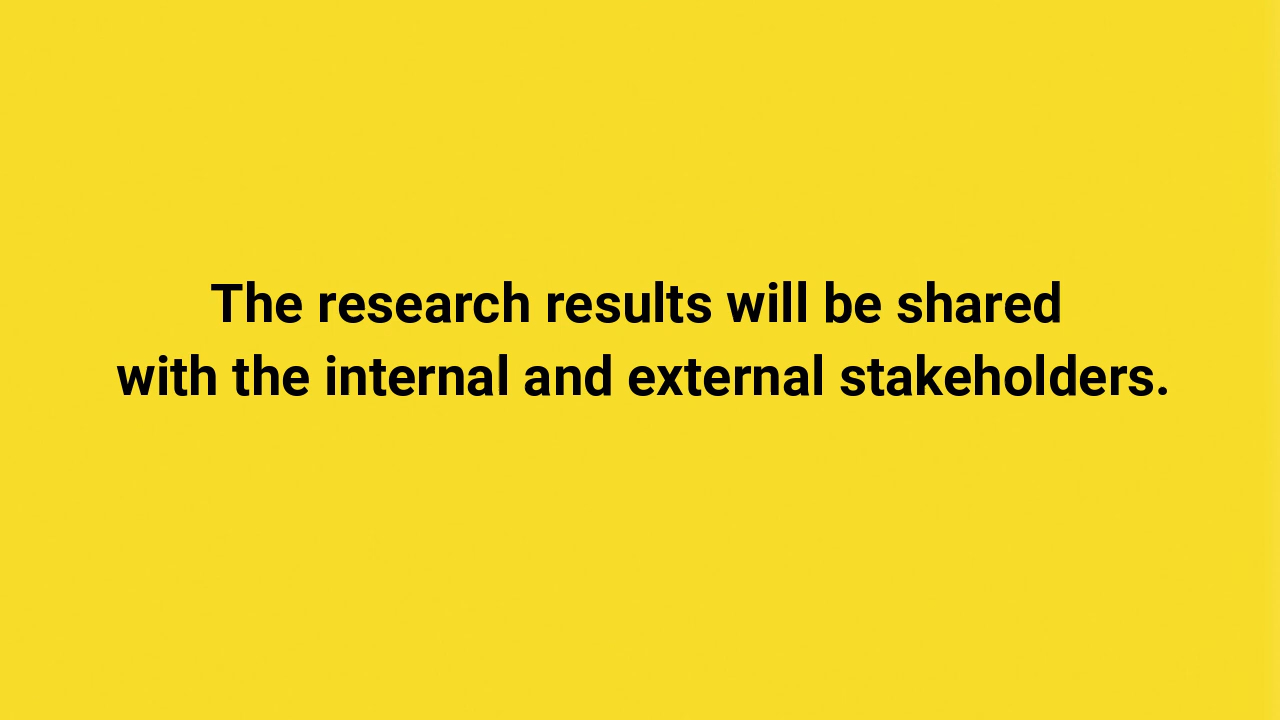 The research results will be shared
with the internal and external stakeholders.